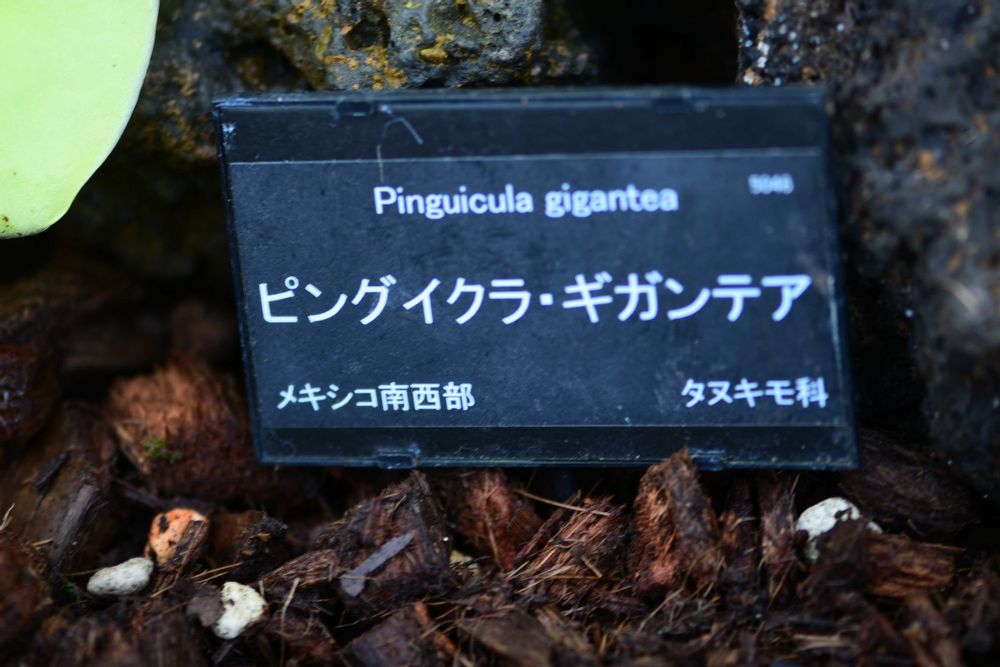 Pinguicula gigantea
ピングイクラ・ギガンテア
メキシコ南西部 タヌキモ科